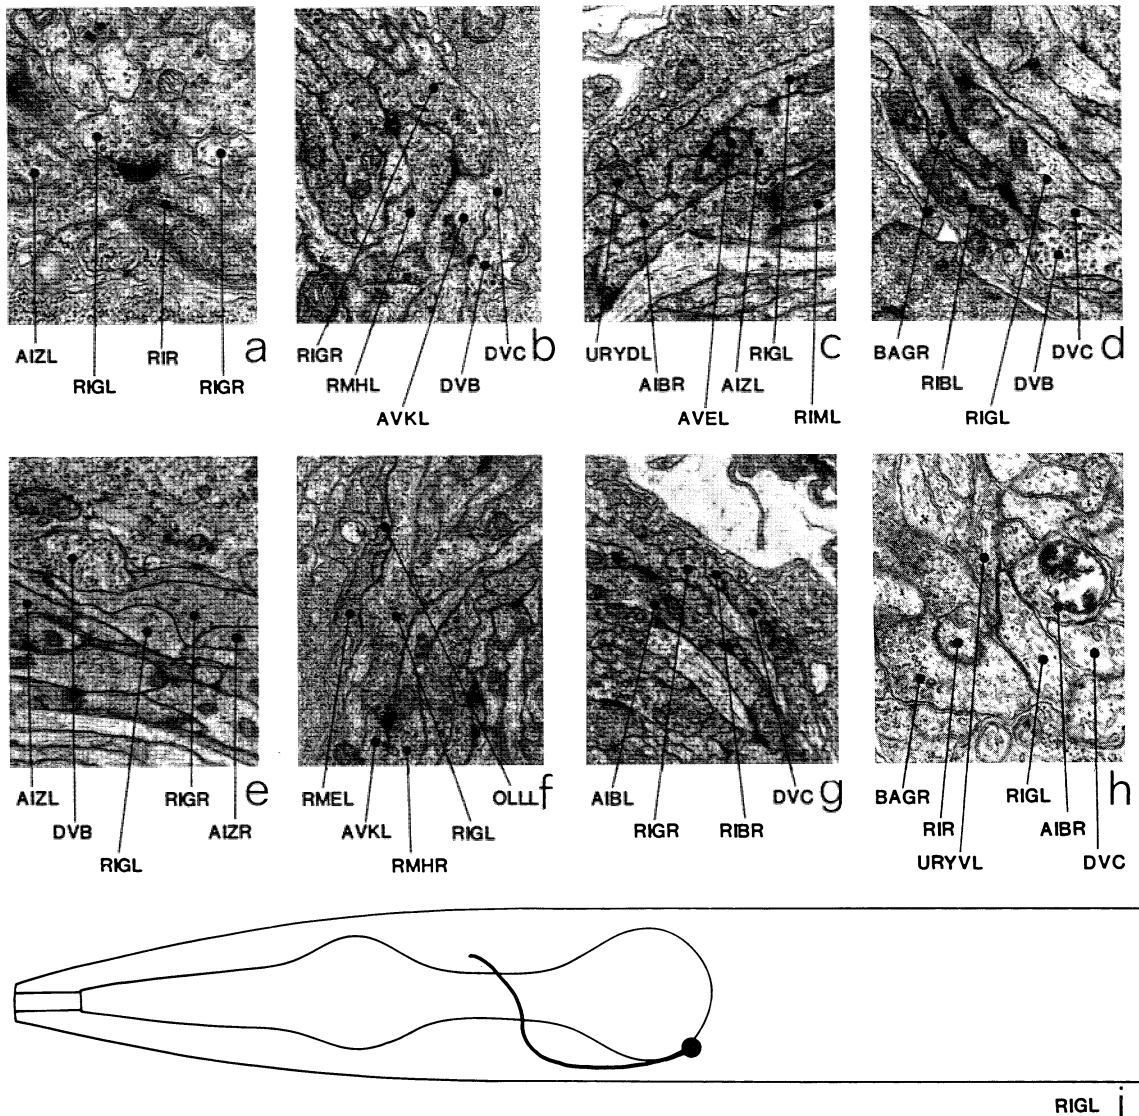 AIZL RIR a
RIGL RIGR
RIGR DVC b
RMHL DVB
AVKL
URYDL RIGL c
AIBR AIZL
AVEL RIML
BAGR DVC d
RIBL DVB
RIGL
AIZL RIGR e
DVB AIZR
RIGL
RMEL OLLL f
AVKL RIGL
RMHR
AIBL DVC g
RIGR RIBR
BAGR RIGL h
RIR AIBR
URYVL DVC
RIGL i